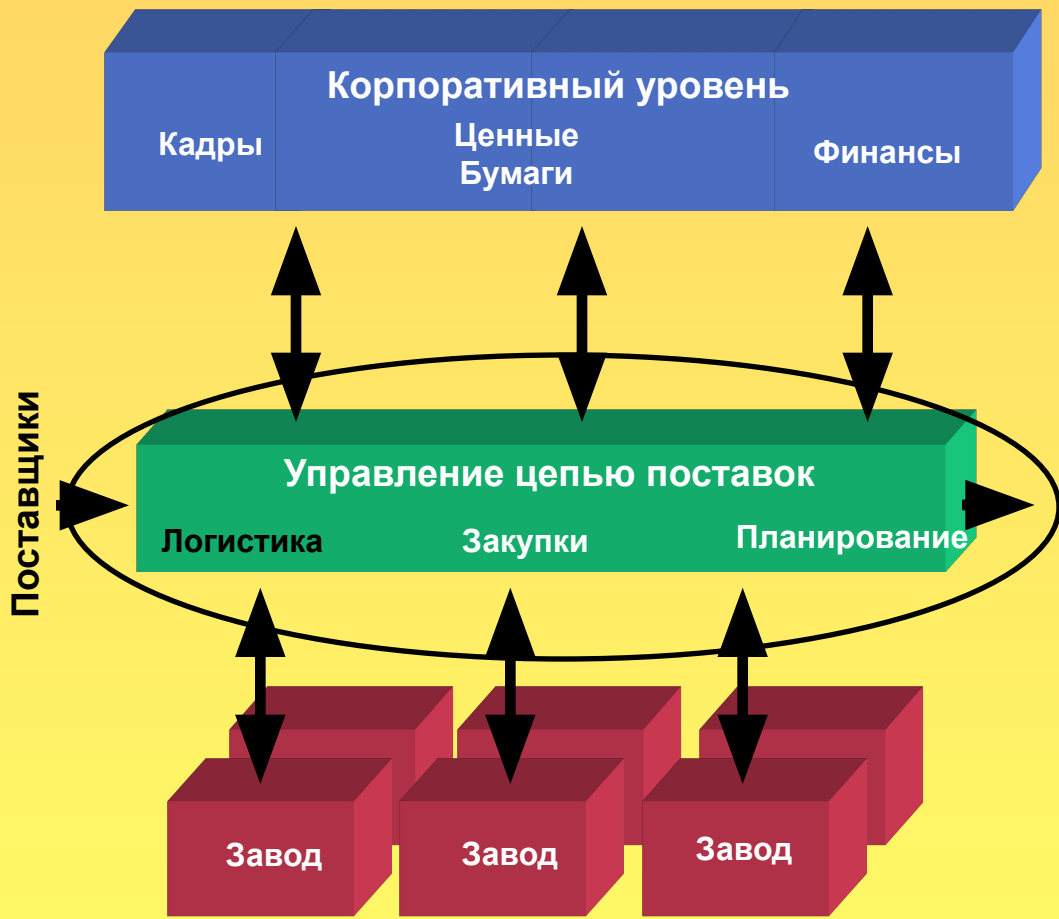 Корпоративный уровень
Кадры
Ценные
Бумаги
Финансы
Поставщики
Управление цепью поставок
Логистика
Закупки
Планирование
Завод
Завод
Завод